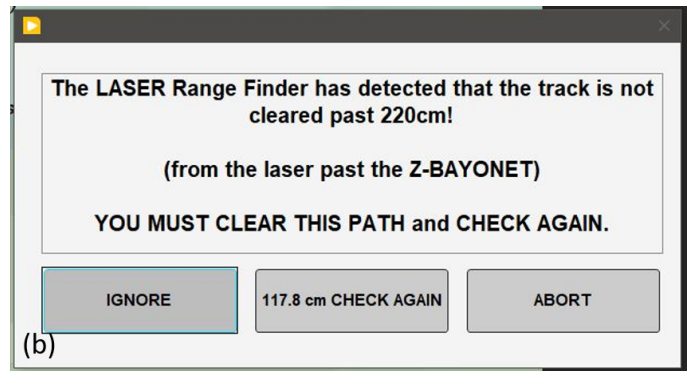 The LASER Range Finder has detected that the track is not
cleared past 220cm!
(from the laser past the Z-BAYONET)
YOU MUST CLEAR THIS PATH and CHECK AGAIN.
IGNORE
117.8 cm CHECK AGAIN
ABORT
(b)